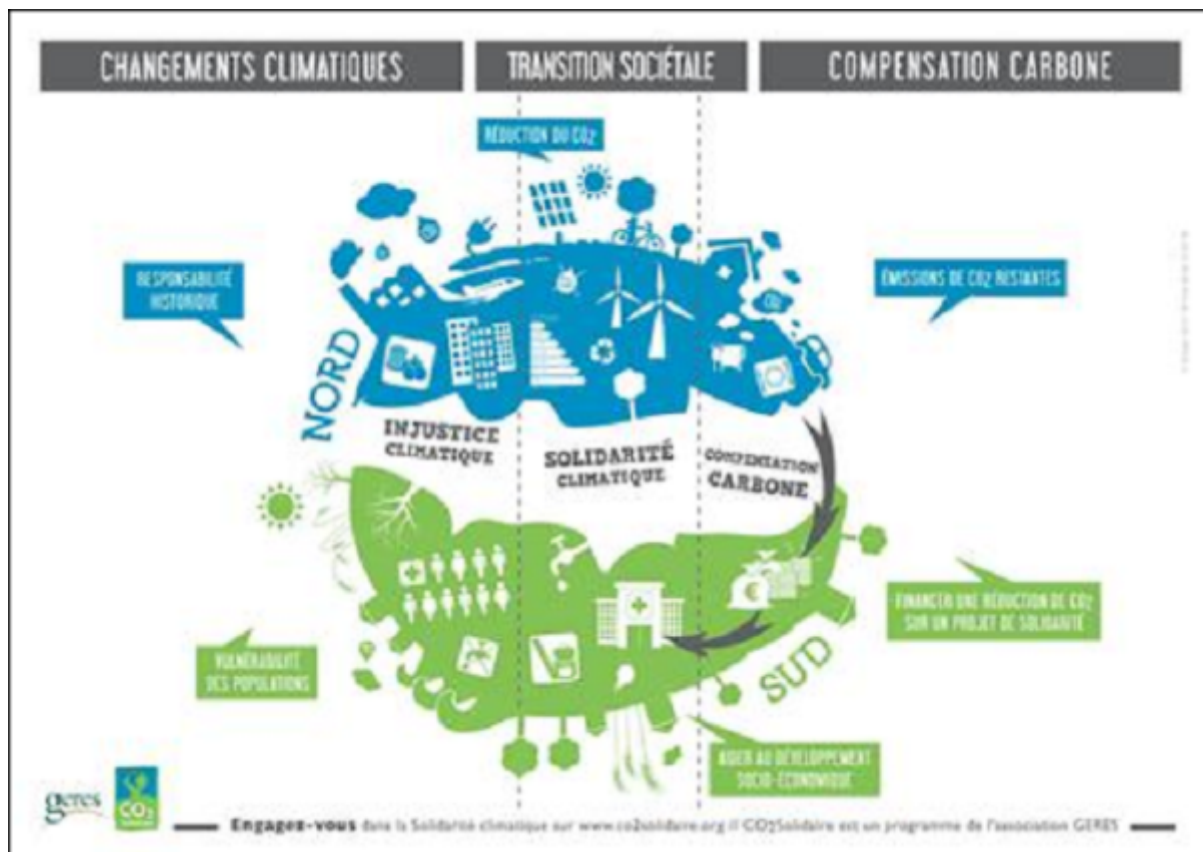 CHANGEMENTS CLIMATIQUES
TRANSITION SOCIÉTALE
COMPENSATION CARBONE
RÉDUCTION DU CO2
RESPONSABILITÉ
HISTORIQUE
ÉMISSIONS DE CO2 RESTANTES
CO2
NORD
INJUSTICE
CLIMATIQUE
SOLIDARITÉ
CLIMATIQUE
COMPENSATION
CARBONE
€
FINANCER UNE RÉDUCTION DE CO2
SUR UN PROJET DE SOLIDARITÉ
VULNÉRABILITÉ
DES POPULATIONS
SUD
AIDER AU DÉVELOPPEMENT
SOCIO-ÉCONOMIQUE
geres
CO2
Engagez-vous dans la Solidarité climatique sur www.co2solidaire.org // CO2Solidaire est un programme de l'association GERES